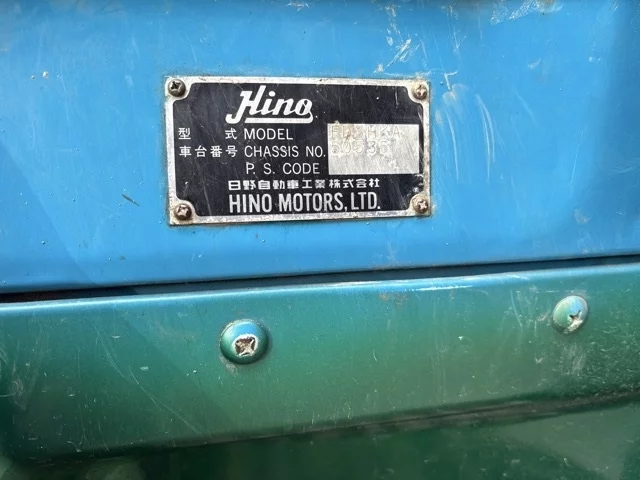 Hino
型 式 MODEL
車台番号 CHASSIS NO.
P. S. CODE
日野自動車工業株式会社
HINO MOTORS, LTD.